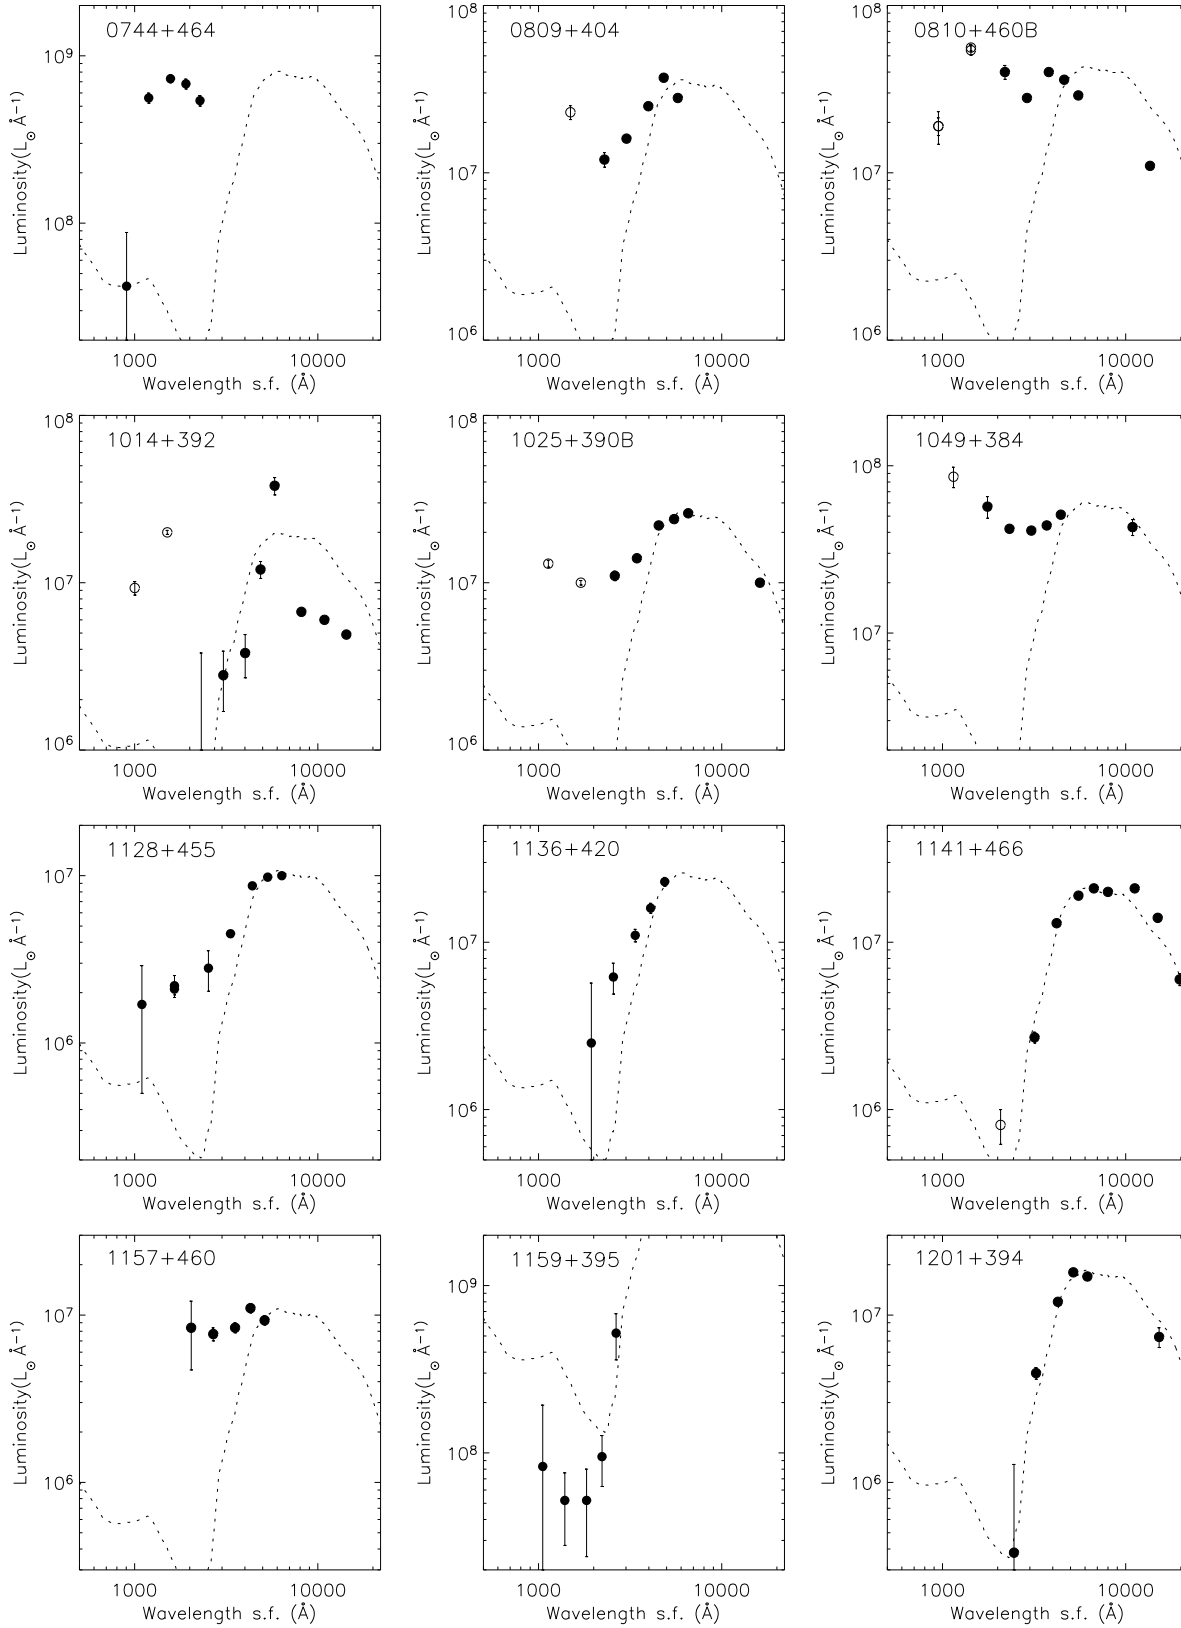 0744+464
10⁹
10⁸
Luminosity(L⊙ Å⁻¹)
1000 10000
Wavelength s.f. (Å)
0809+404
10⁸
10⁷
10⁶
Luminosity(L⊙ Å⁻¹)
1000 10000
Wavelength s.f. (Å)
0810+460B
10⁸
10⁷
10⁶
Luminosity(L⊙ Å⁻¹)
1000 10000
Wavelength s.f. (Å)
1014+392
10⁸
10⁷
10⁶
Luminosity(L⊙ Å⁻¹)
1000 10000
Wavelength s.f. (Å)
1025+390B
10⁸
10⁷
10⁶
Luminosity(L⊙ Å⁻¹)
1000 10000
Wavelength s.f. (Å)
1049+384
10⁸
10⁷
Luminosity(L⊙ Å⁻¹)
1000 10000
Wavelength s.f. (Å)
1128+455
10⁷
10⁶
Luminosity(L⊙ Å⁻¹)
1000 10000
Wavelength s.f. (Å)
1136+420
10⁷
10⁶
Luminosity(L⊙ Å⁻¹)
1000 10000
Wavelength s.f. (Å)
1141+466
10⁷
10⁶
Luminosity(L⊙ Å⁻¹)
1000 10000
Wavelength s.f. (Å)
1157+460
10⁷
10⁶
Luminosity(L⊙ Å⁻¹)
1000 10000
Wavelength s.f. (Å)
1159+395
10⁹
10⁸
Luminosity(L⊙ Å⁻¹)
1000 10000
Wavelength s.f. (Å)
1201+394
10⁷
10⁶
Luminosity(L⊙ Å⁻¹)
1000 10000
Wavelength s.f. (Å)